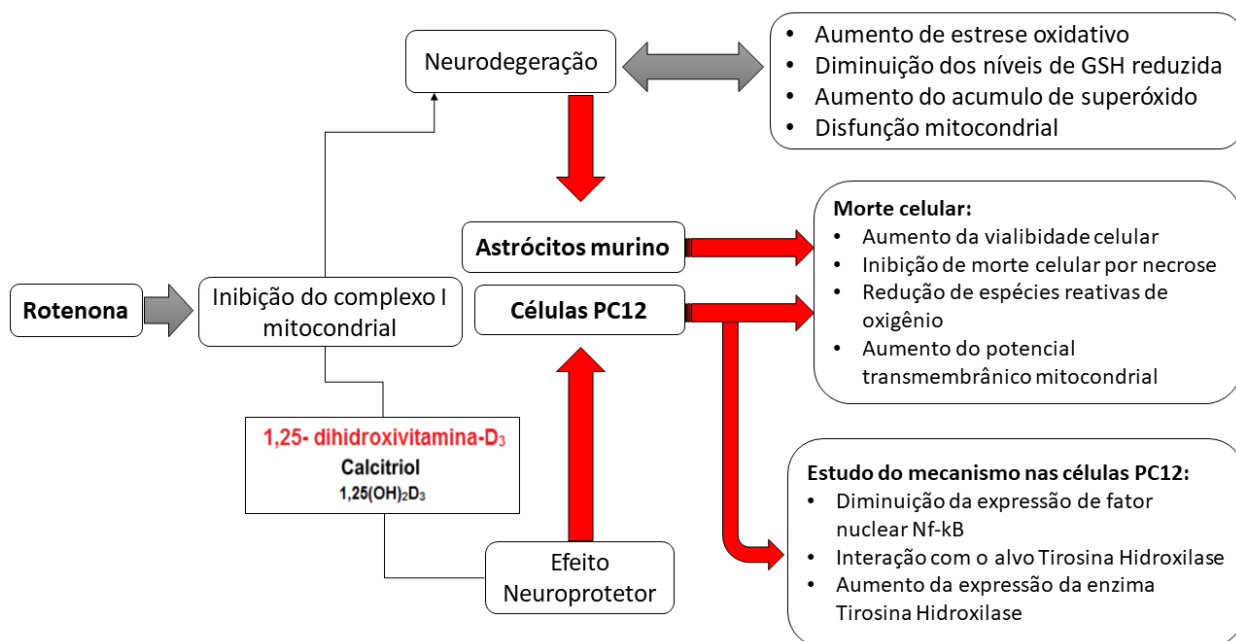 Neurodegeração
• Aumento de estrese oxidativo
• Diminuição dos níveis de GSH reduzida
• Aumento do acumulo de superóxido
• Disfunção mitocondrial
Rotenona
Inibição do complexo I
mitocondrial
Astrócitos murino
Células PC12
Morte celular:
• Aumento da vialibidade celular
• Inibição de morte celular por necrose
• Redução de espécies reativas de
oxigênio
• Aumento do potencial
transmembrânico mitocondrial
1,25- dihidroxivitamina-D₃
Calcitriol
1,25(OH)₂D₃
Efeito
Neuroprotetor
Estudo do mecanismo nas células PC12:
• Diminuição da expressão de fator
nuclear Nf-kB
• Interação com o alvo Tirosina Hidroxilase
• Aumento da expressão da enzima
Tirosina Hidroxilase